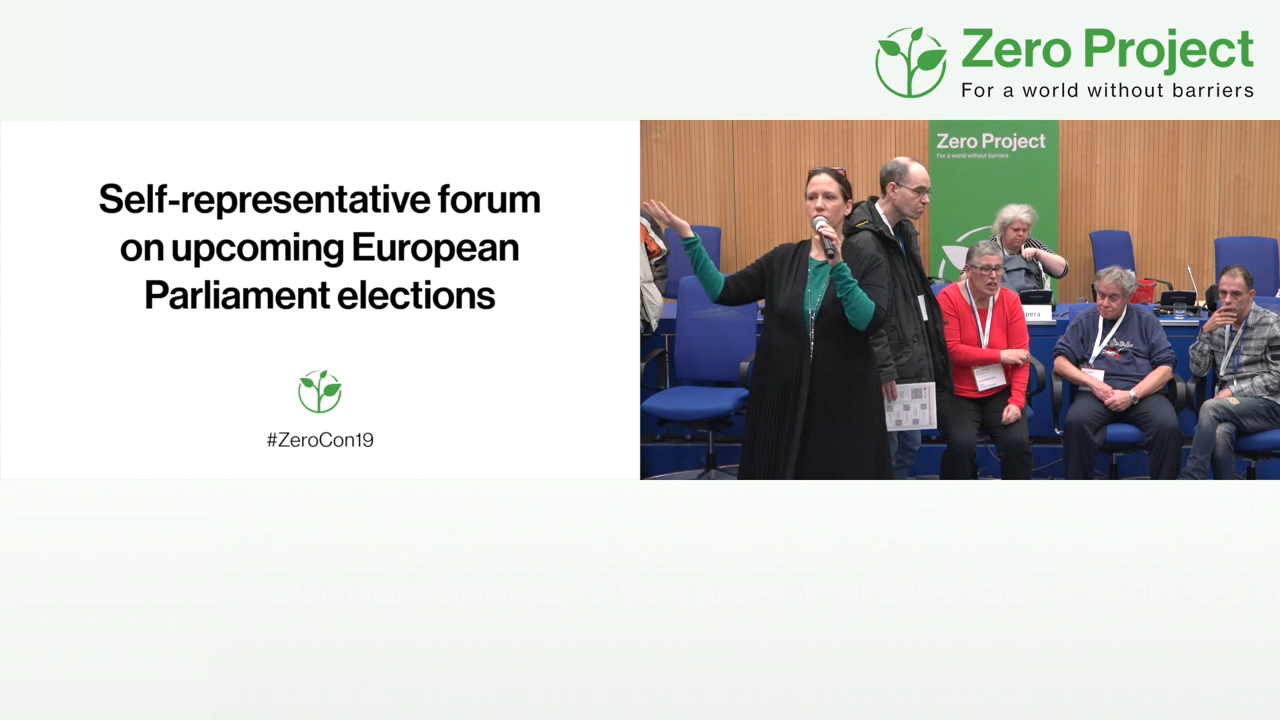 Zero Project
For a world without barriers
Self-representative forum
on upcoming European
Parliament elections
#ZeroCon19
Zero Project
For a world without barriers
pera